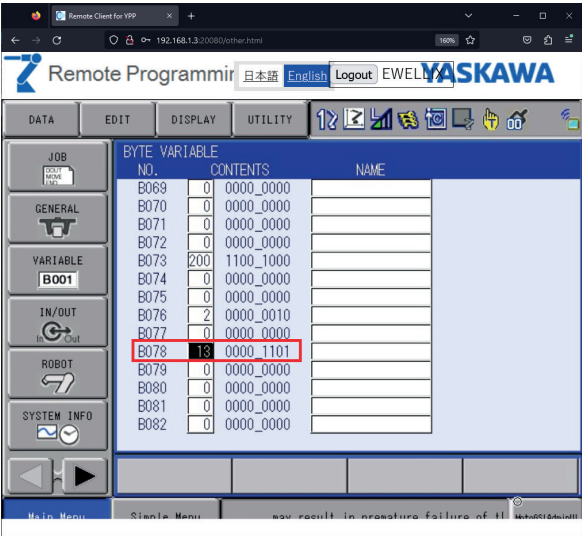 Remote Client for YPP
160%
192.168.1.3:20080/other.html
Remote Programmin 日本語 English Logout EWELLIX YASKAWA
DATA EDIT DISPLAY UTILITY
JOB
DOUT
MOVE
END
GENERAL
VARIABLE
B001
IN/OUT
In Out
ROBOT
SYSTEM INFO
BYTE VARIABLE
NO. CONTENTS NAME
B069 0 0000_0000
B070 0 0000_0000
B071 0 0000_0000
B072 0 0000_0000
B073 200 1100_1000
B074 0 0000_0000
B075 0 0000_0000
B076 2 0000_0010
B077 0 0000_0000
B078 13 0000_1101
B079 0 0000_0000
B080 0 0000_0000
B081 0 0000_0000
B082 0 0000_0000
Main Menu Simple Menu may result in premature failure of t